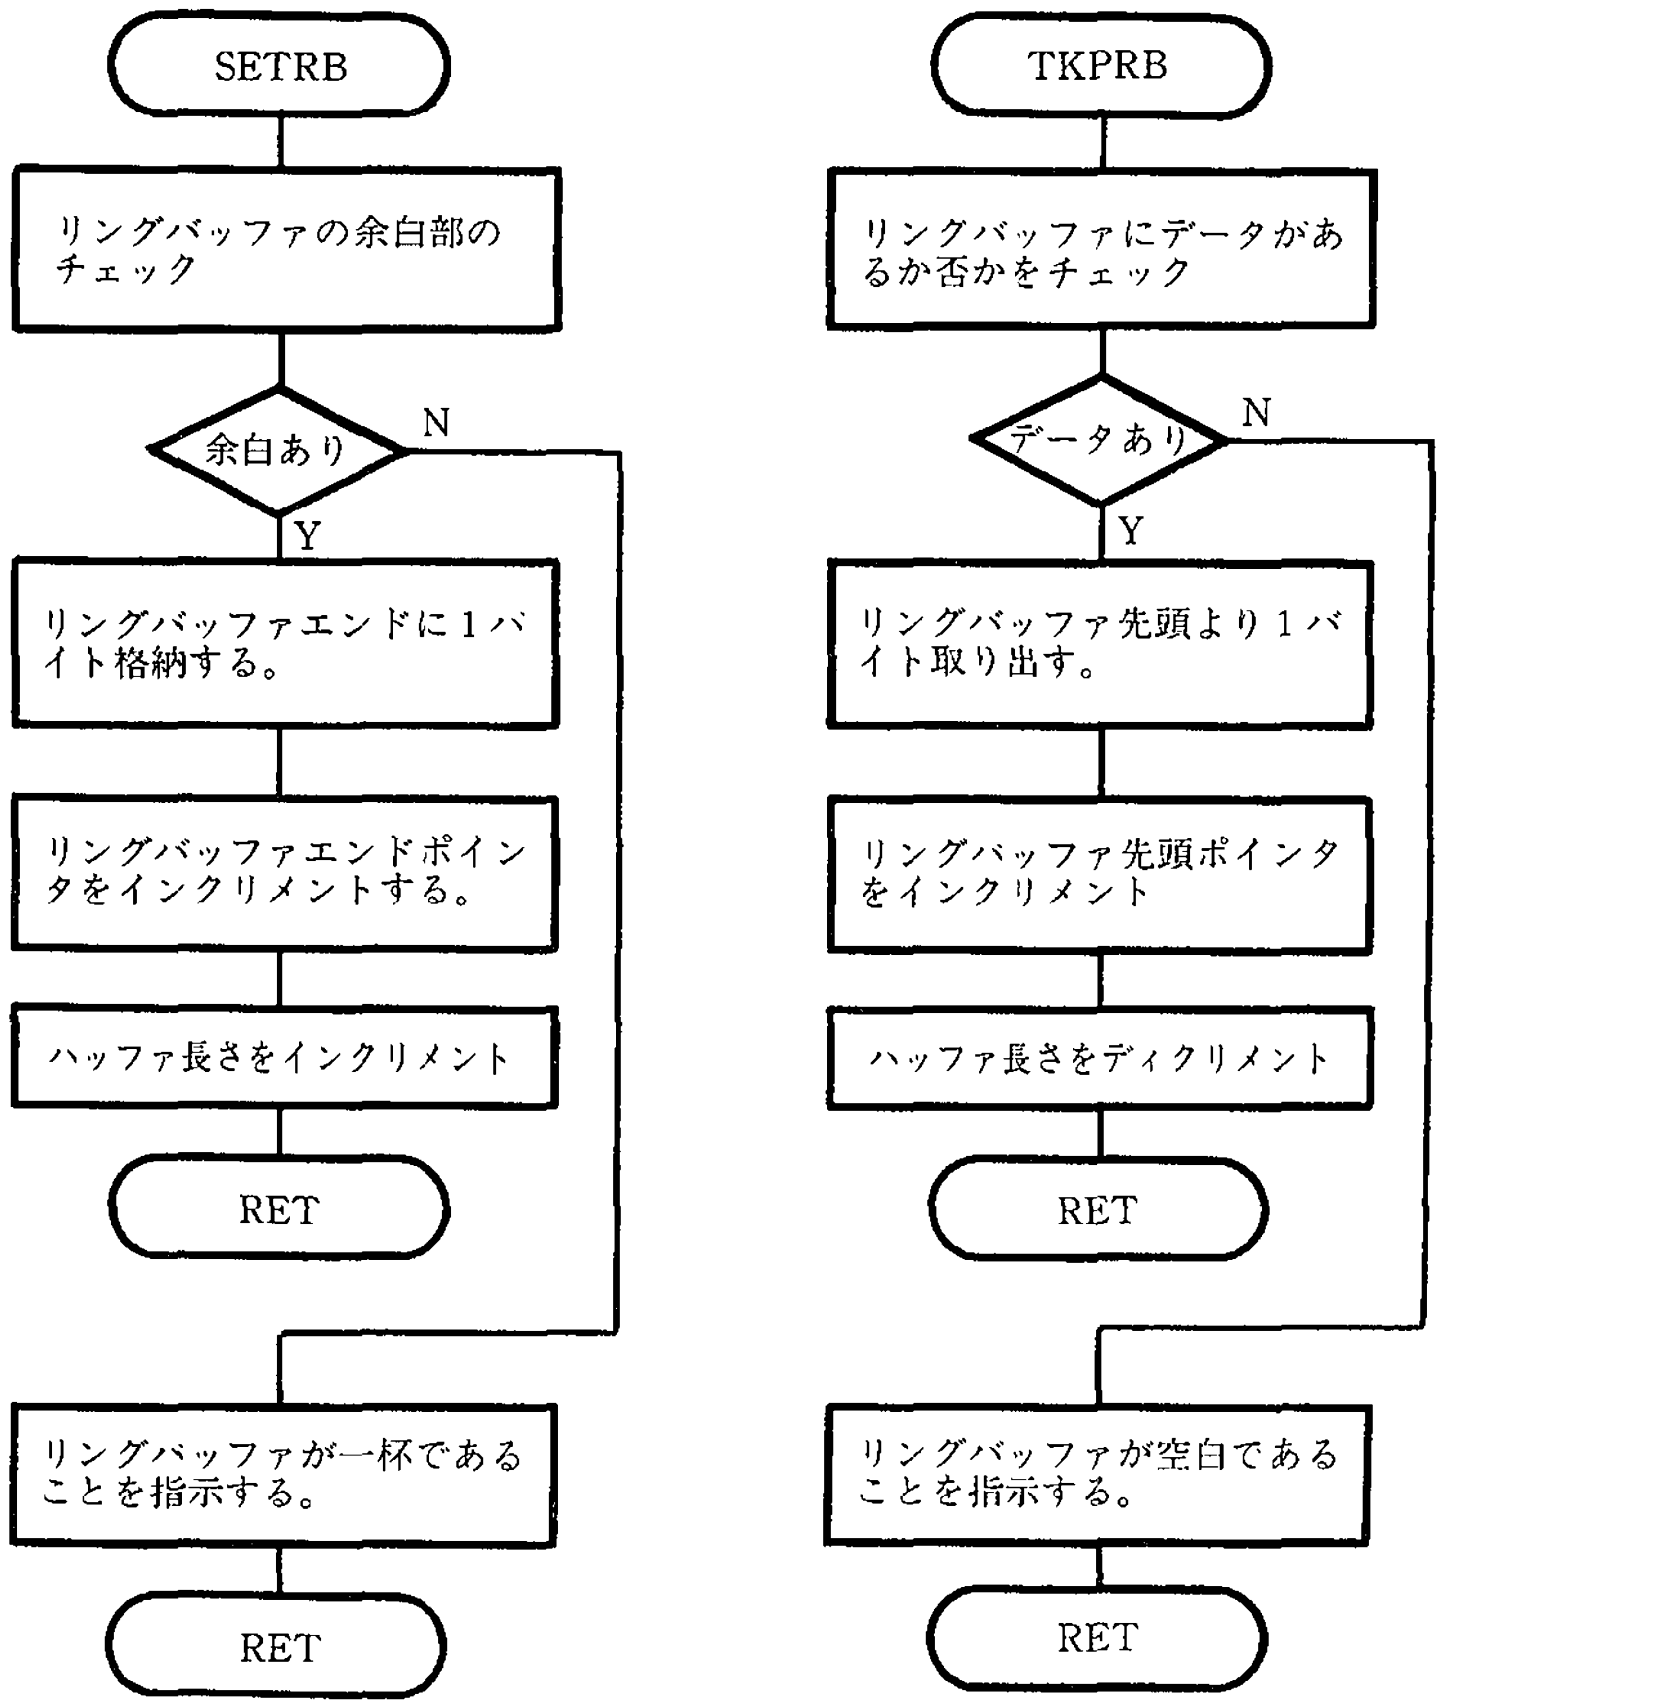 SETRB
リングバッファの余白部の
チェック
余白あり
N
Y
リングバッファエンドに1バ
イト格納する。
リングバッファエンドポイン
タをインクリメントする。
ハッファ長さをインクリメント
RET
リングバッファが一杯である
ことを指示する。
RET
TKPRB
リングバッファにデータがあ
るか否かをチェック
データあり
N
Y
リングバッファ先頭より1バ
イト取り出す。
リングバッファ先頭ポインタ
をインクリメント
ハッファ長さをディクリメント
RET
リングバッファが空白である
ことを指示する。
RET